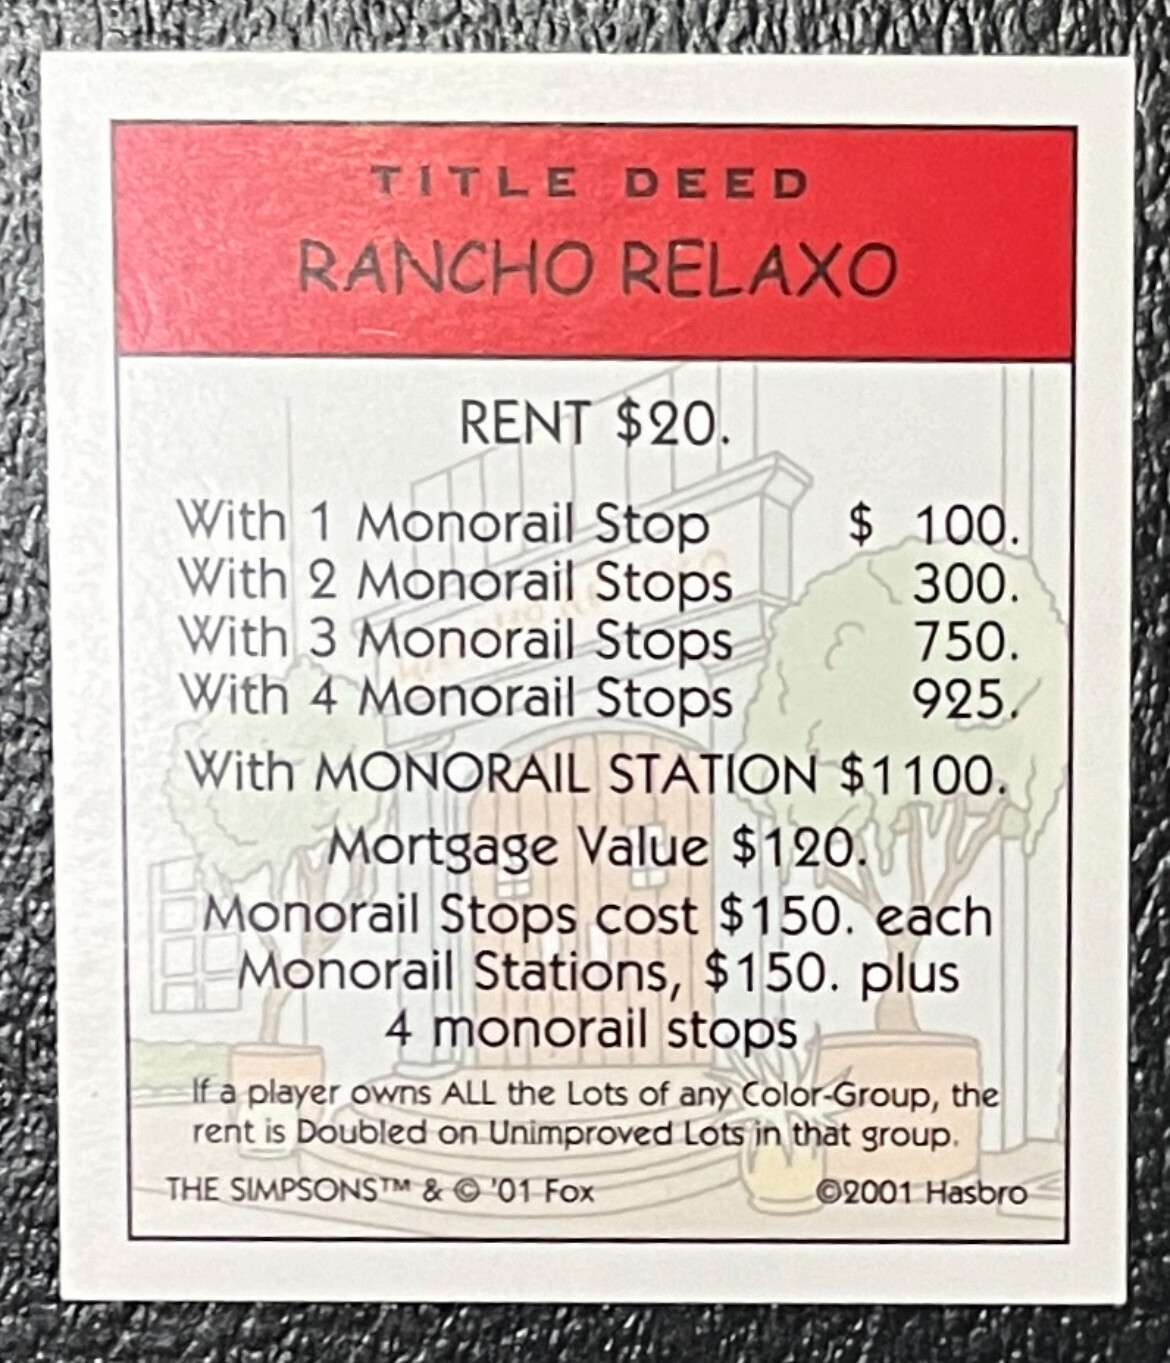 TITLE DEED
RANCHO RELAXO
RENT $20.
With 1 Monorail Stop $ 100.
With 2 Monorail Stops 300.
With 3 Monorail Stops 750.
With 4 Monorail Stops 925.
With MONORAIL STATION $1100.
Mortgage Value $120.
Monorail Stops cost $150. each
Monorail Stations, $150. plus
4 monorail stops
If a player owns ALL the Lots of any Color-Group, the
rent is Doubled on Unimproved Lots in that group.
THE SIMPSONS™ & © '01 Fox ©2001 Hasbro